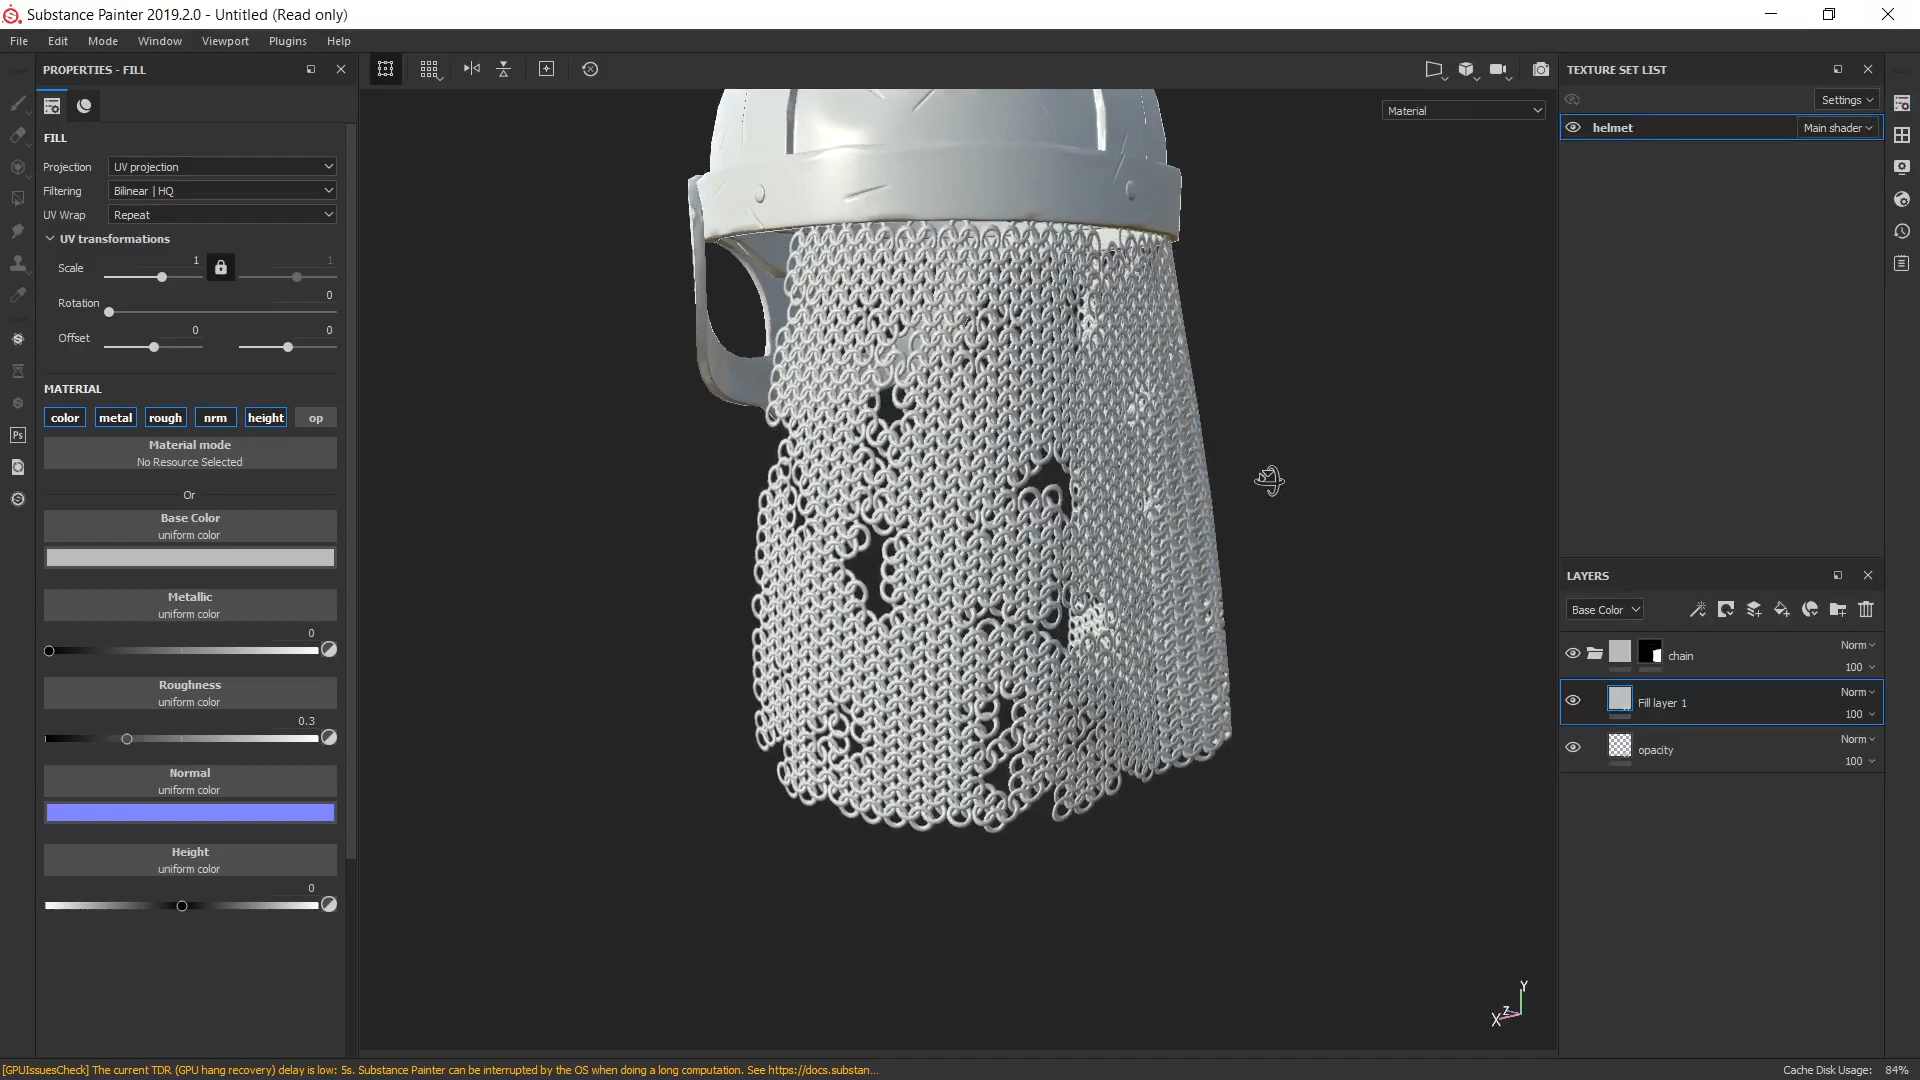 Substance Painter 2019.2.0 - Untitled (Read only)
File Edit Mode Window Viewport Plugins Help
PROPERTIES - FILL
FILL
Projection UV projection
Filtering Bilinear | HQ
UV Wrap Repeat
UV transformations
Scale 1 1
Rotation 0
Offset 0 0
MATERIAL
color metal rough nrm height op
Material mode
No Resource Selected
Or
Base Color
uniform color
Metallic
uniform color
0
Roughness
uniform color
0.3
Normal
uniform color
Height
uniform color
0
Ps
Material
Y
Z
X
TEXTURE SET LIST
Settings
helmet Main shader
LAYERS
Base Color
chain Norm
100
Fill layer 1 Norm
100
opacity Norm
100
[GPUIssuesCheck] The current TDR (GPU hang recovery) delay is low: 5s. Substance Painter can be interrupted by the OS when doing a long computation. See https://docs.substan...
Cache Disk Usage: 84%